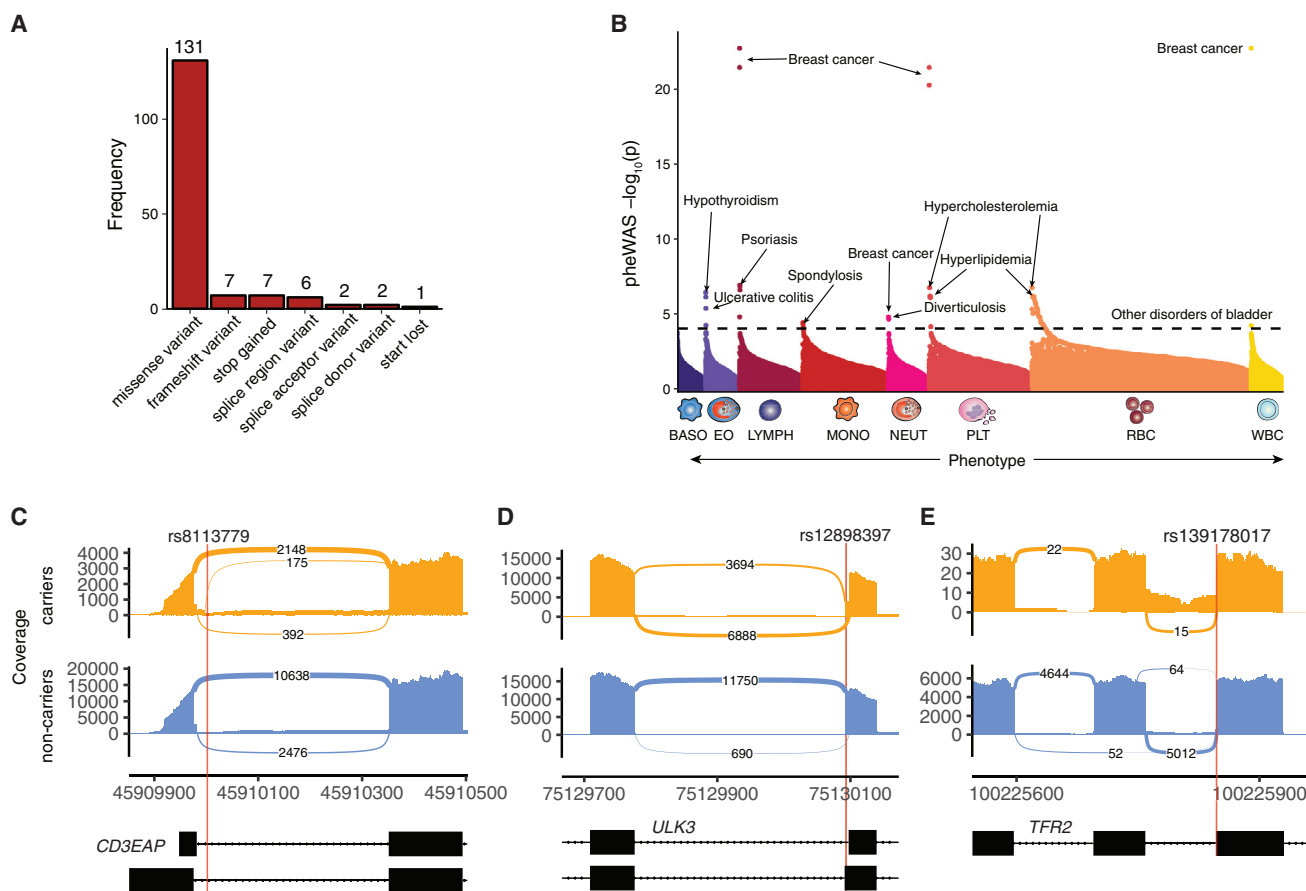 A
131
7
7
6
2
2
1
100
50
0
Frequency
missense variant
frameshift variant
stop gained
splice region variant
splice acceptor variant
splice donor variant
start lost
B
20
15
10
5
0
pheWAS –log10(p)
Breast cancer
Breast cancer
Hypothyroidism
Ulcerative colitis
Psoriasis
Spondylosis
Breast cancer
Hypercholesterolemia
Hyperlipidemia
Diverticulosis
Other disorders of bladder
BASO EO LYMPH MONO NEUT PLT RBC WBC
Phenotype
C
rs8113779
Coverage
carriers
4000
3000
2000
1000
0
2148
175
392
non-carriers
20000
15000
10000
5000
0
10638
2476
45909900 45910100 45910300 45910500
CD3EAP
D
rs12898397
15000
10000
5000
0
3694
6888
15000
10000
5000
0
11750
690
75129700 75129900 75130100
ULK3
E
rs139178017
30
20
10
0
22
15
6000
4000
2000
0
4644
64
52
5012
100225600 100225900
TFR2